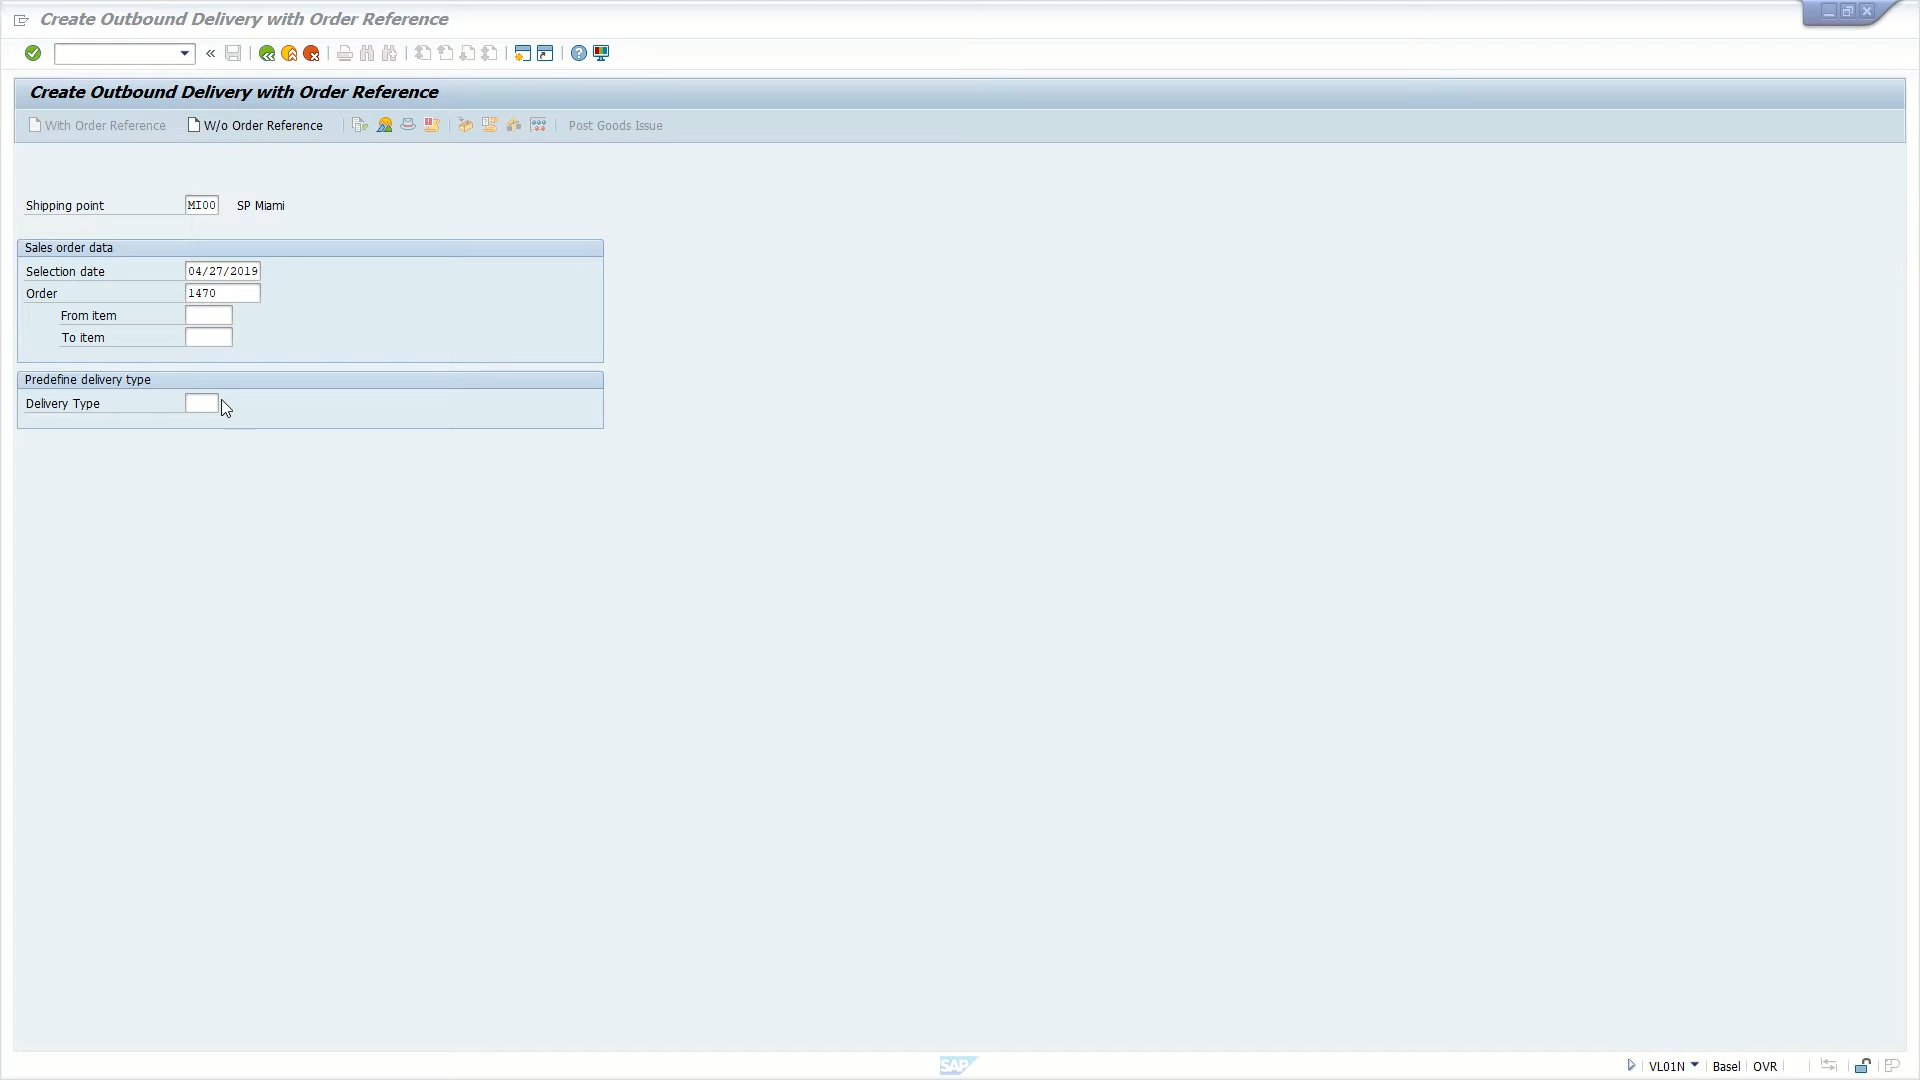 Create Outbound Delivery with Order Reference
Create Outbound Delivery with Order Reference
With Order Reference W/o Order Reference Post Goods Issue
Shipping point MI00 SP Miami
Sales order data
Selection date 04/27/2019
Order 1470
From item
To item
Predefine delivery type
Delivery Type
SAP VL01N Basel OVR